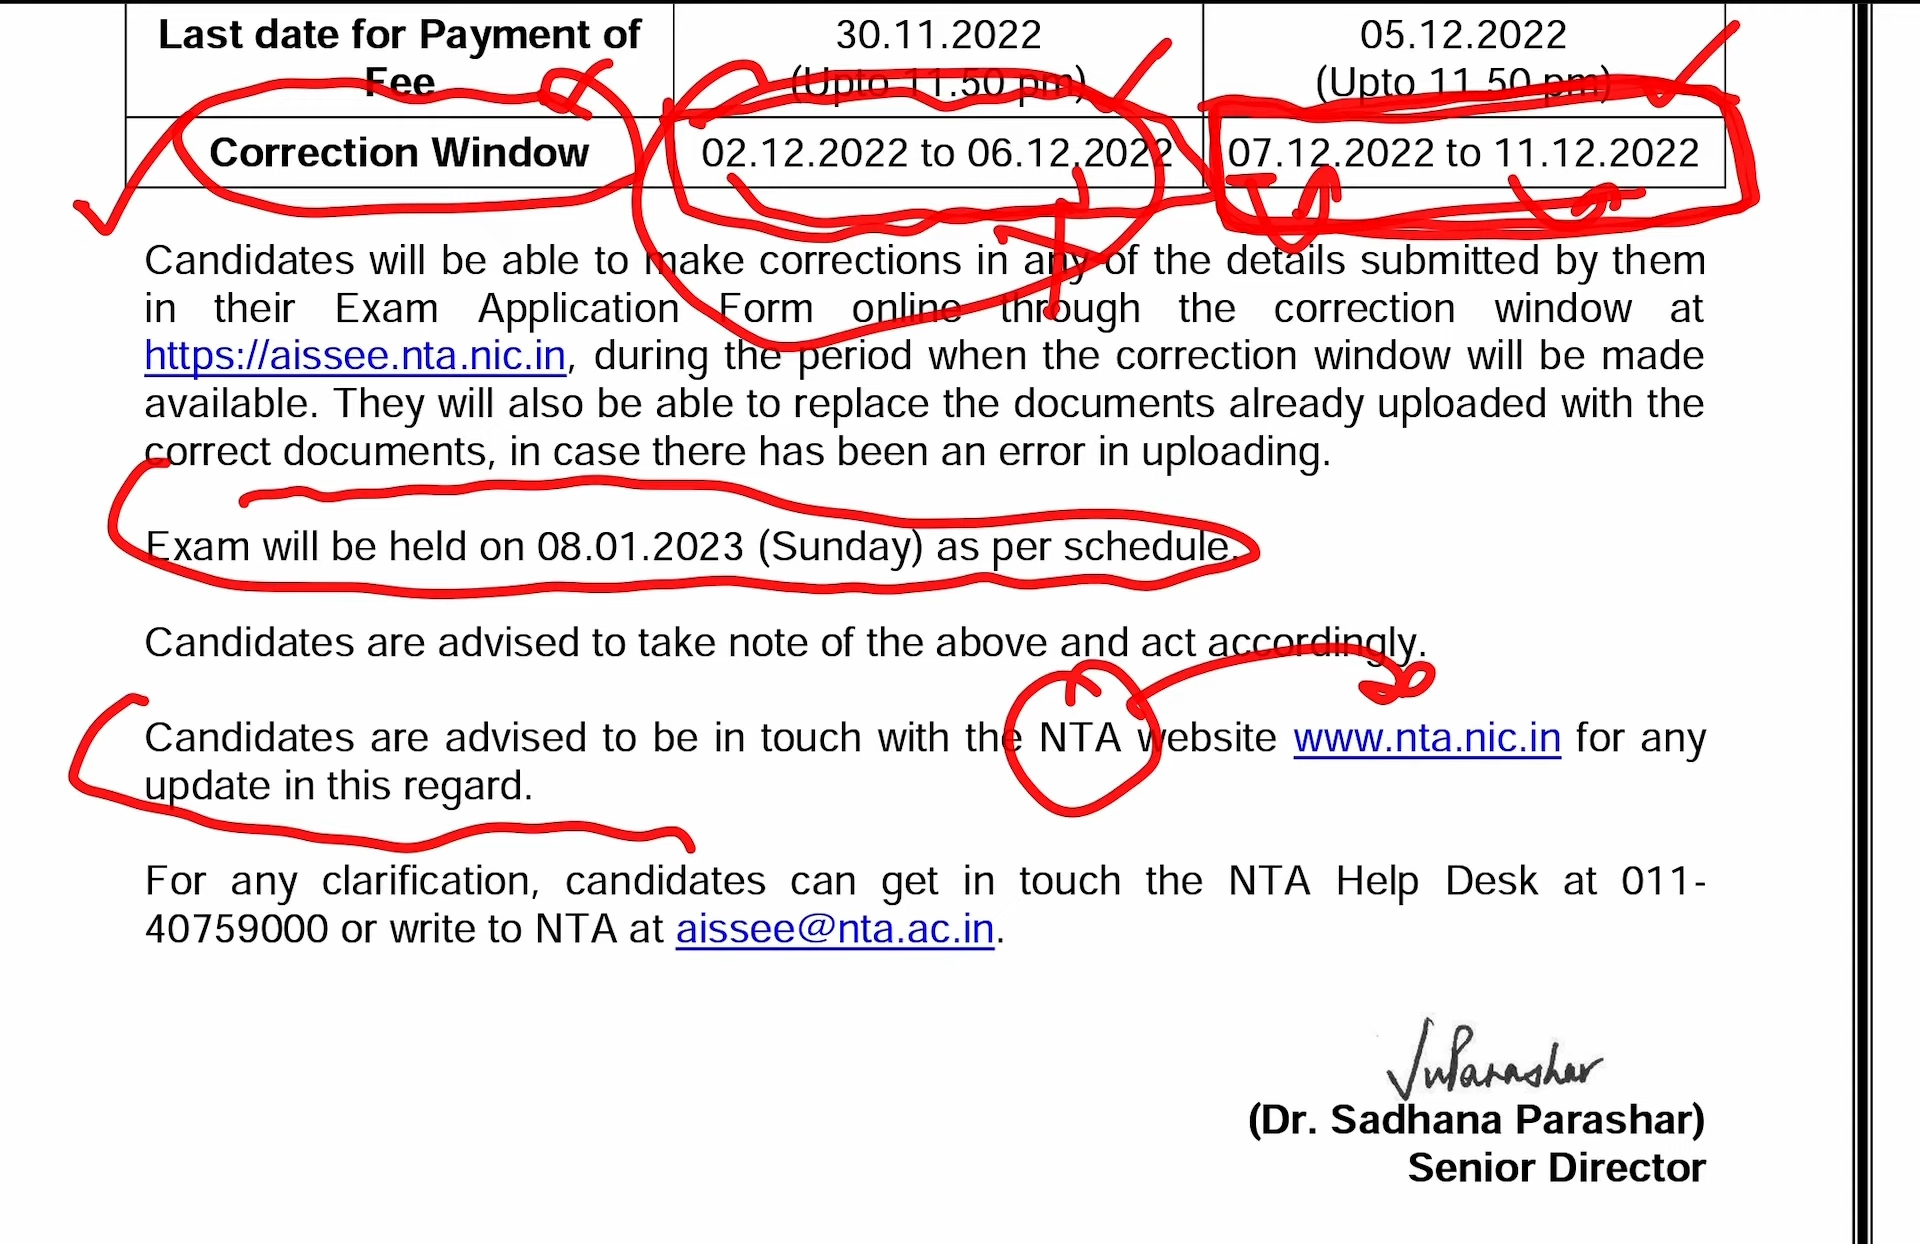 Last date for Payment of 30.11.2022 05.12.2022
Fee (Upto 11.50 pm) (Upto 11.50 pm)
Correction Window 02.12.2022 to 06.12.2022 07.12.2022 to 11.12.2022
Candidates will be able to make corrections in any of the details submitted by them
in their Exam Application Form online through the correction window at
https://aissee.nta.nic.in, during the period when the correction window will be made
available. They will also be able to replace the documents already uploaded with the
correct documents, in case there has been an error in uploading.
Exam will be held on 08.01.2023 (Sunday) as per schedule.
Candidates are advised to take note of the above and act accordingly.
Candidates are advised to be in touch with the NTA website www.nta.nic.in for any
update in this regard.
For any clarification, candidates can get in touch the NTA Help Desk at 011-
40759000 or write to NTA at aissee@nta.ac.in.
(Dr. Sadhana Parashar)
Senior Director